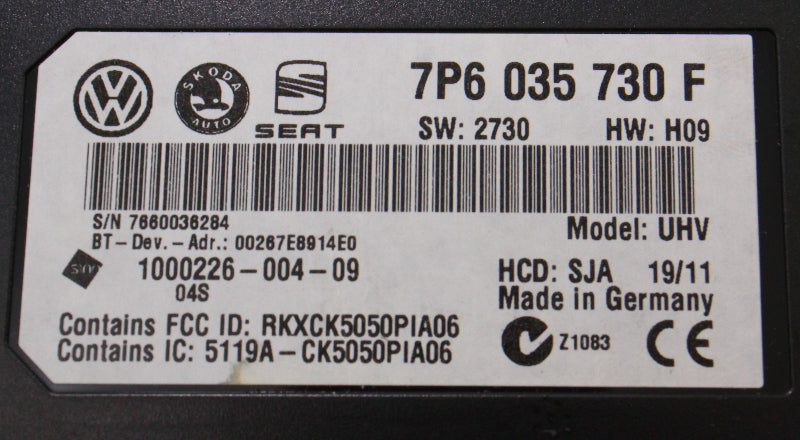 VW
SKODA
AUTO
SEAT
7P6 035 730 F
SW: 2730 HW: H09
S/N 7660036284
BT-Dev.-Adr.: 00267E8914E0
Model: UHV
1000226-004-09
04S
HCD: SJA 19/11
Made in Germany
Contains FCC ID: RKXCK5050PIA06
Contains IC: 5119A-CK5050PIA06
Z1083
CE